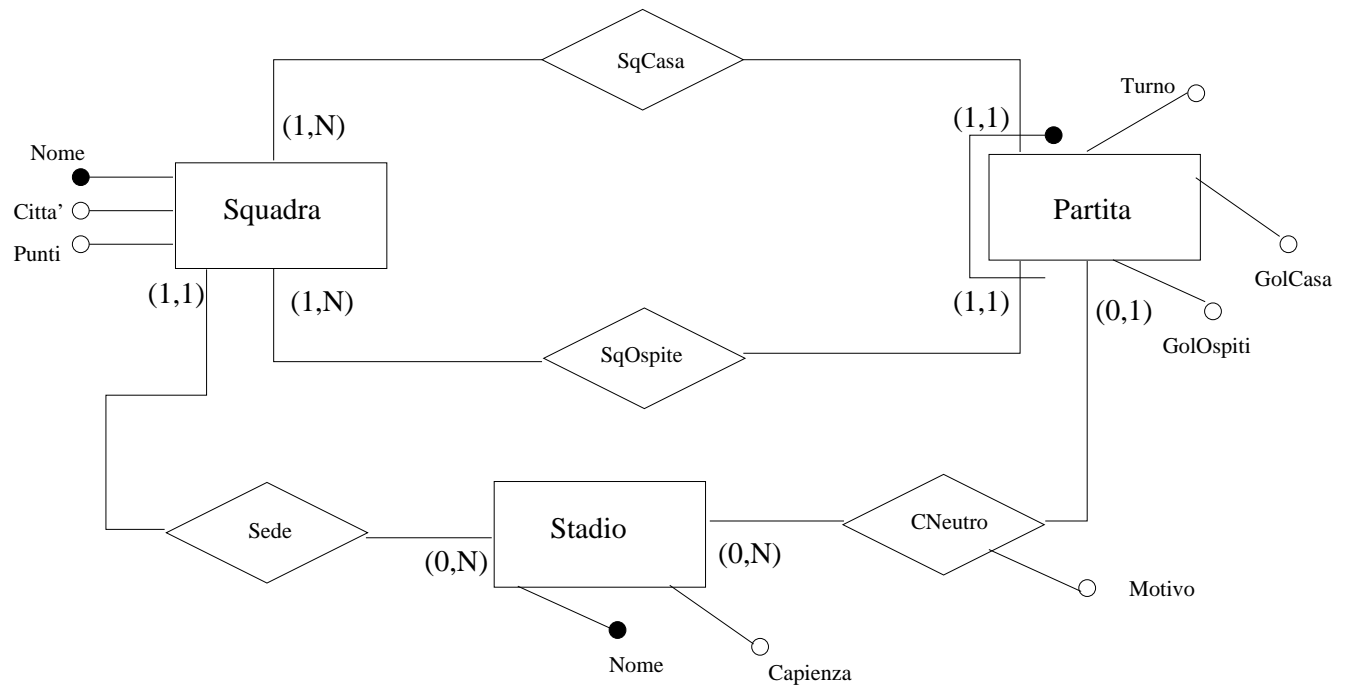 SqCasa
Turno
(1,N)
(1,1)
Nome
Citta'
Punti
Squadra
Partita
GolCasa
(1,1)
(1,N)
(1,1)
(0,1)
GolOspiti
SqOspite
Sede
Stadio
CNeutro
(0,N)
(0,N)
Motivo
Nome
Capienza